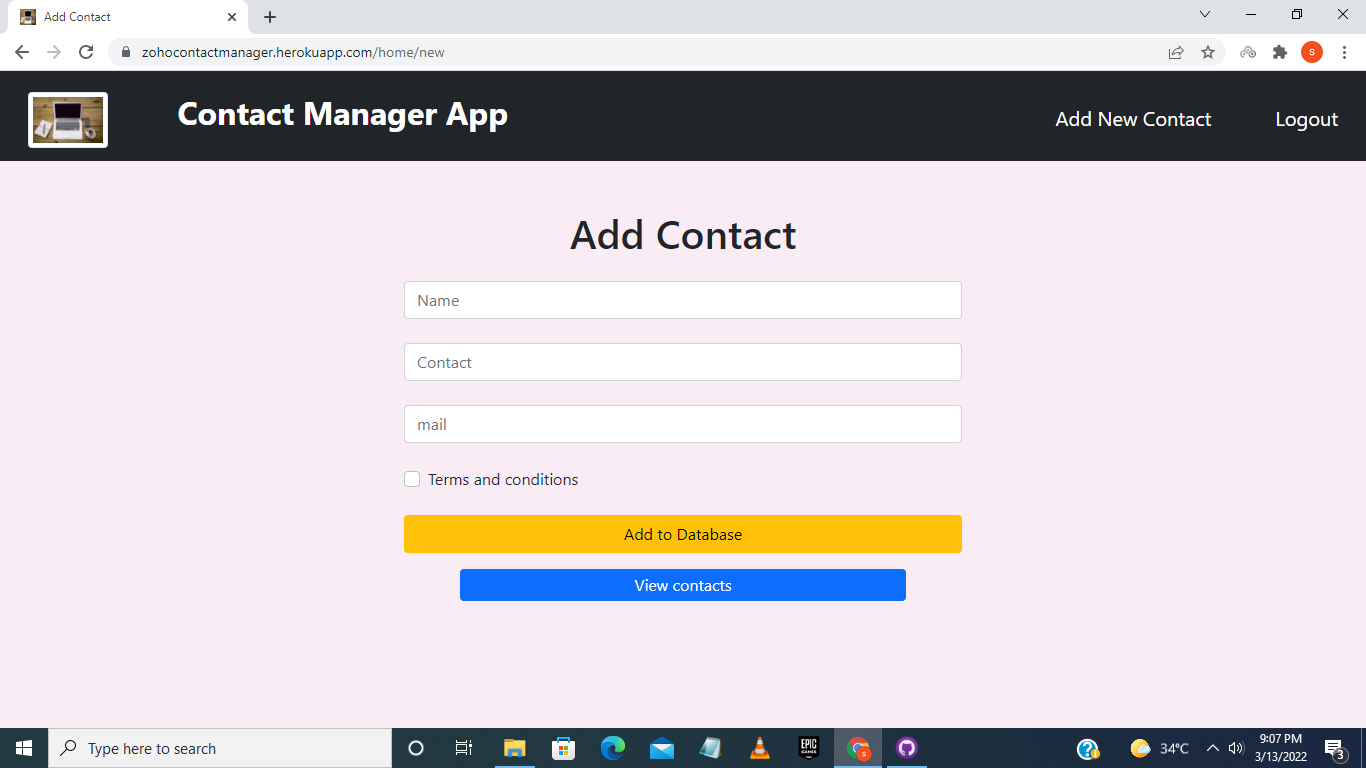 Add Contact
zohocontactmanager.herokuapp.com/home/new
S
Contact Manager App
Add New Contact
Logout
Add Contact
Name
Contact
mail
Terms and conditions
Add to Database
View contacts
Type here to search
EPIC
GAMES
S
34°C
9:07 PM
3/13/2022
3